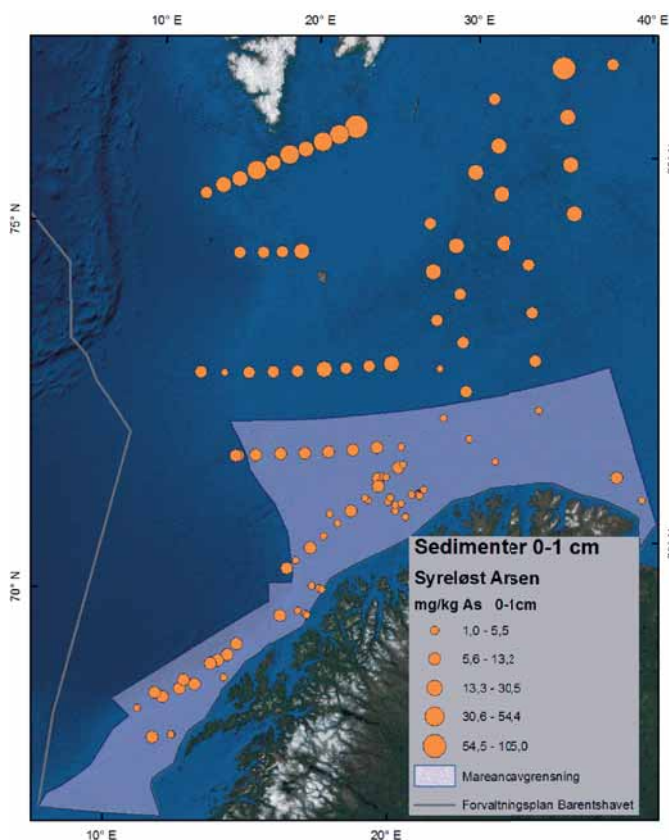 10° E
20° E
30° E
40° E
75° N
75° N
70° N
70° N
Sedimenter 0-1 cm
Syreløst Arsen
mg/kg As 0-1cm
1,0 - 5,5
5,6 - 13,2
13,3 - 30,5
30,6 - 54,4
54,5 - 105,0
Mareanoavgrensning
Forvaltningsplan Barentshavet
10° E
20° E